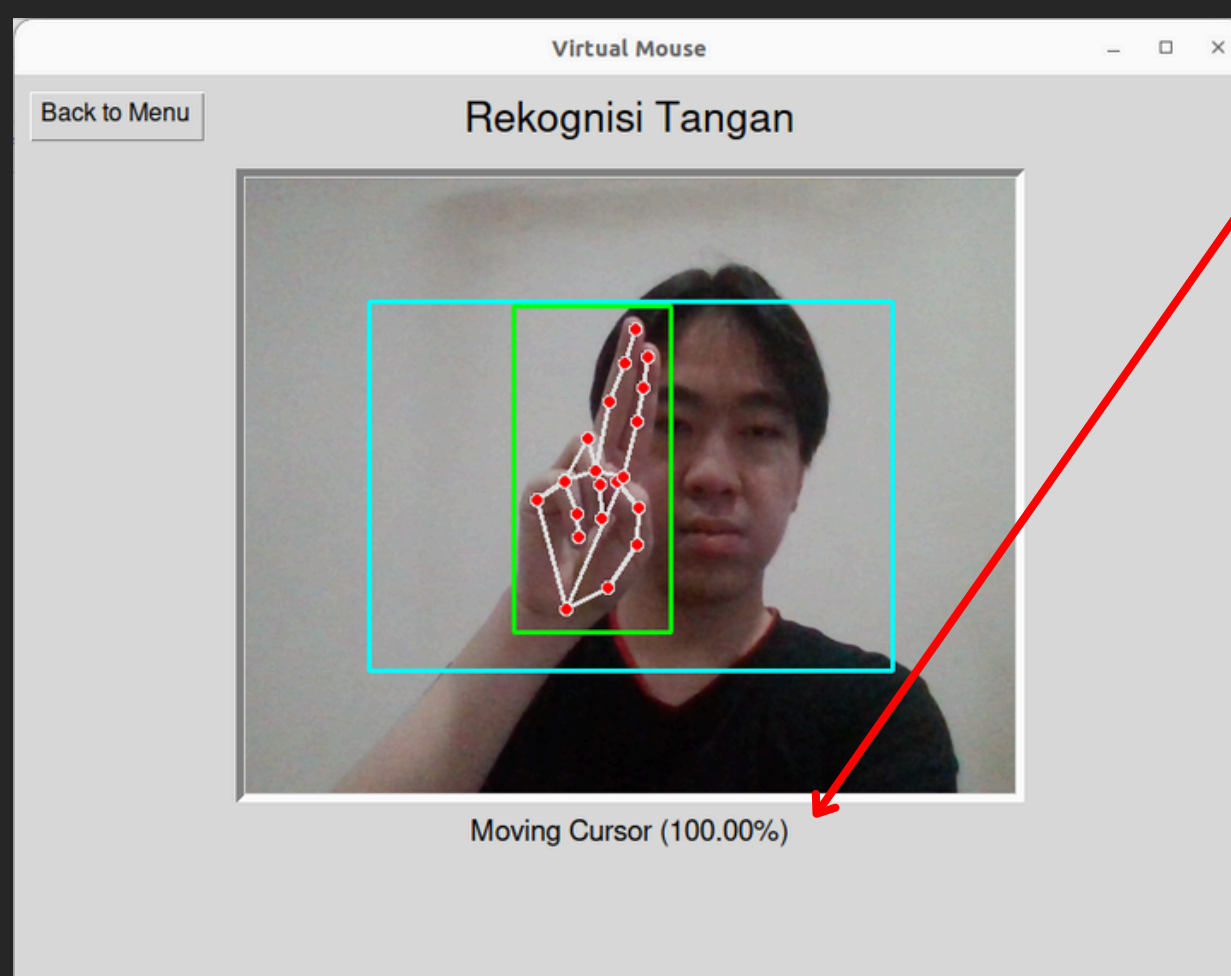 Virtual Mouse
Back to Menu
Rekognisi Tangan
Moving Cursor (100.00%)